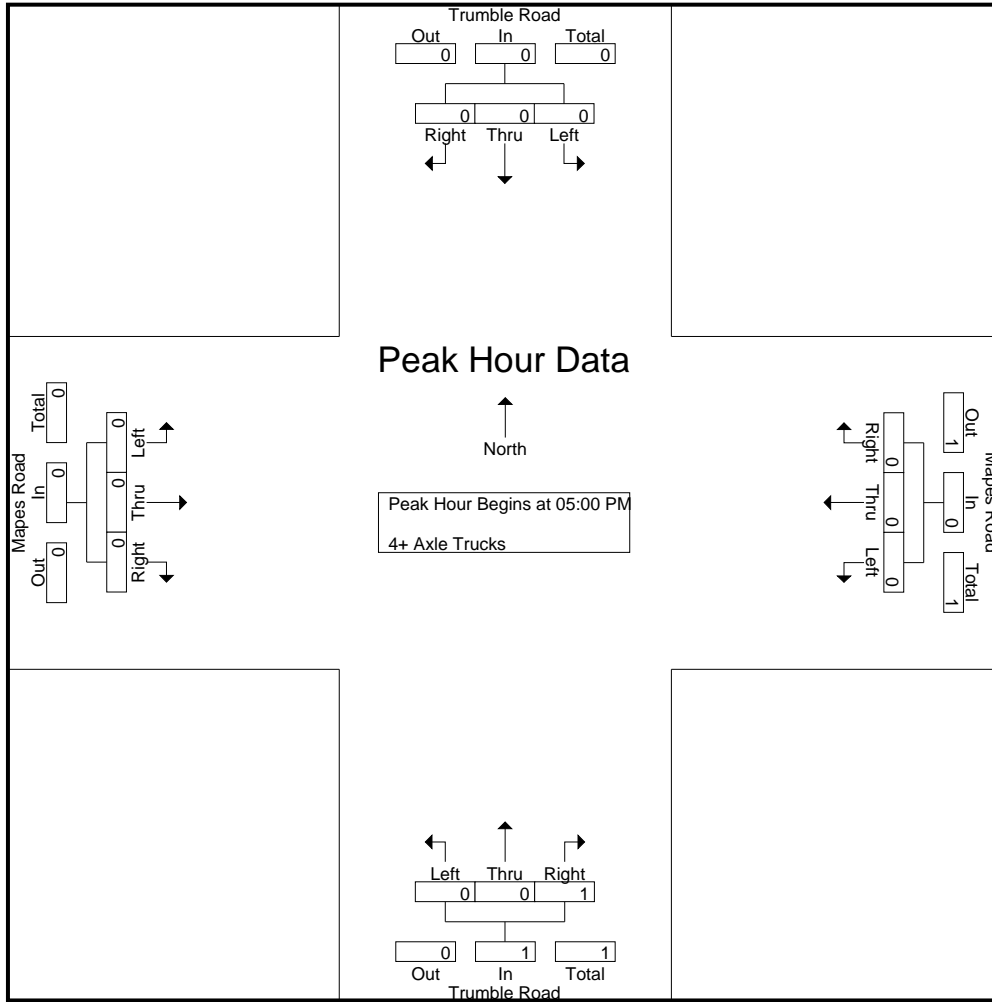 Trumble Road
Out In Total
0 0 0
0 0 0
Right Thru Left
Peak Hour Data
North
Peak Hour Begins at 05:00 PM
4+ Axle Trucks
Mapes Road
Total In Out
0 0 0
0 0 0
Left Thru Right
Mapes Road
Out In Total
1 0 1
0 0 0
Right Thru Left
Left Thru Right
0 0 1
0 1 1
Out In Total
Trumble Road